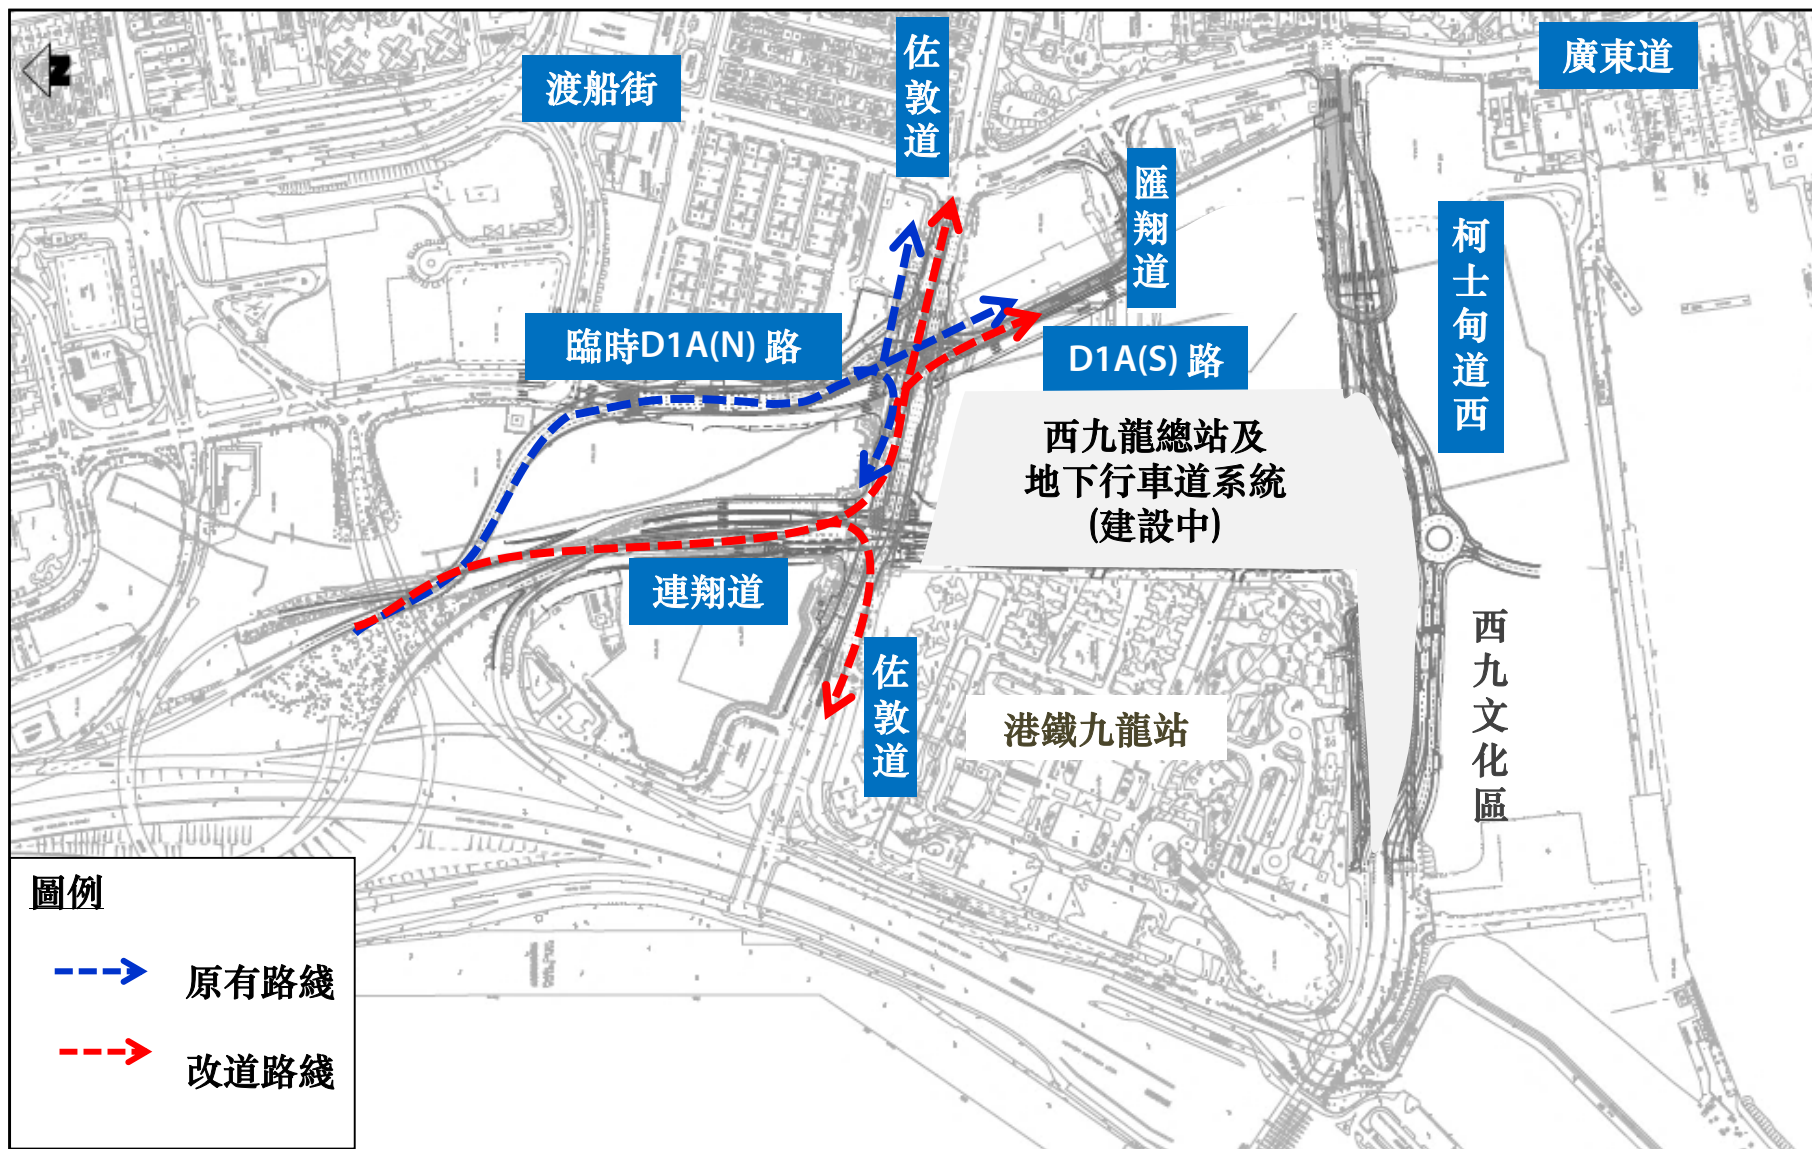 N
渡船街
佐敦道
廣東道
匯翔道
柯士甸道西
臨時D1A(N) 路
D1A(S) 路
西九龍總站及
地下行車道系統
(建設中)
連翔道
佐敦道
港鐵九龍站
西九文化區
圖例
原有路綫
改道路綫